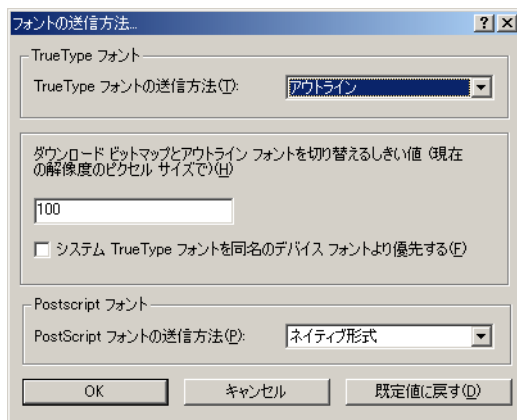 フォントの送信方法...
TrueType フォント
TrueType フォントの送信方法(T):
アウトライン
ダウンロード ビットマップとアウトライン フォントを切り替えるしきい値 (現在
の解像度のピクセル サイズで)(H)
100
システム TrueType フォントを同名のデバイス フォントより優先する(F)
Postscript フォント
PostScript フォントの送信方法(P):
ネイティブ形式
OK
キャンセル
既定値に戻す(D)